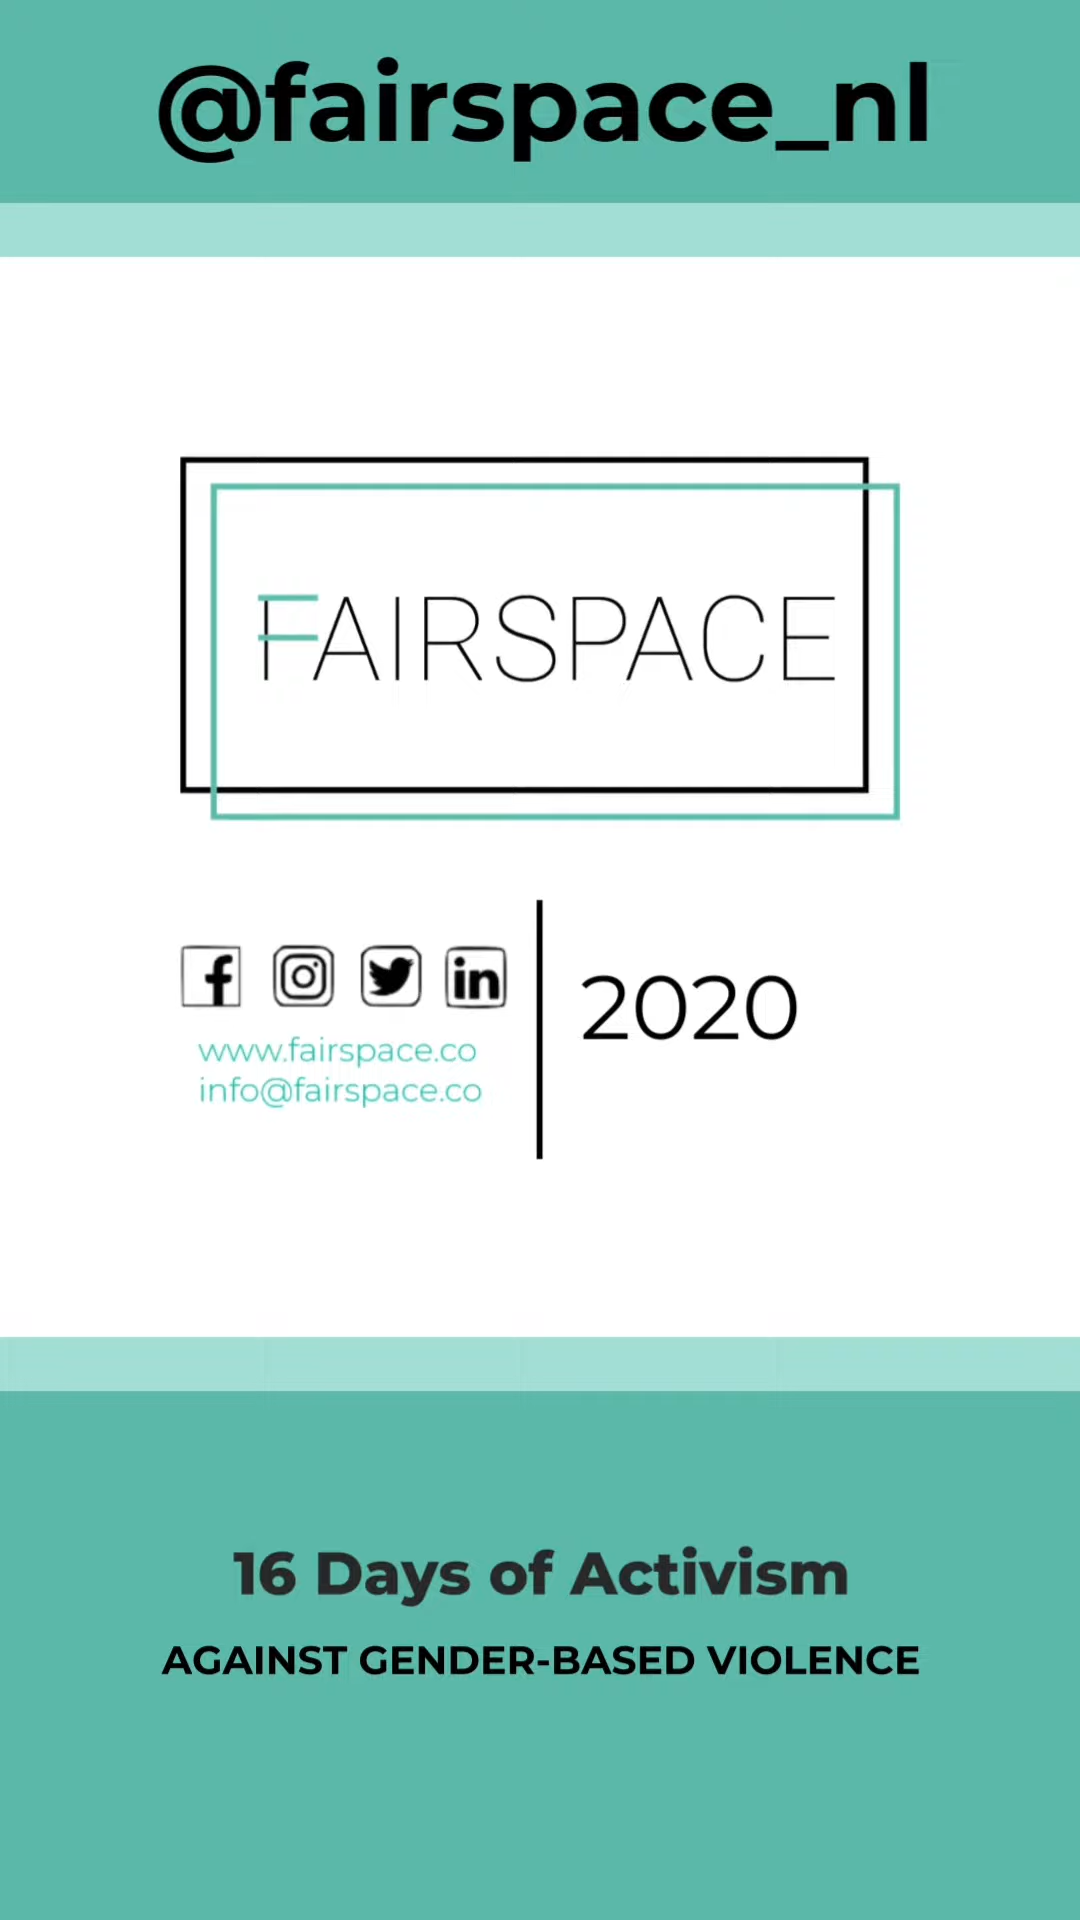 @fairspace_nl
FAIRSPACE
2020
www.fairspace.co
info@fairspace.co
16 Days of Activism
AGAINST GENDER-BASED VIOLENCE